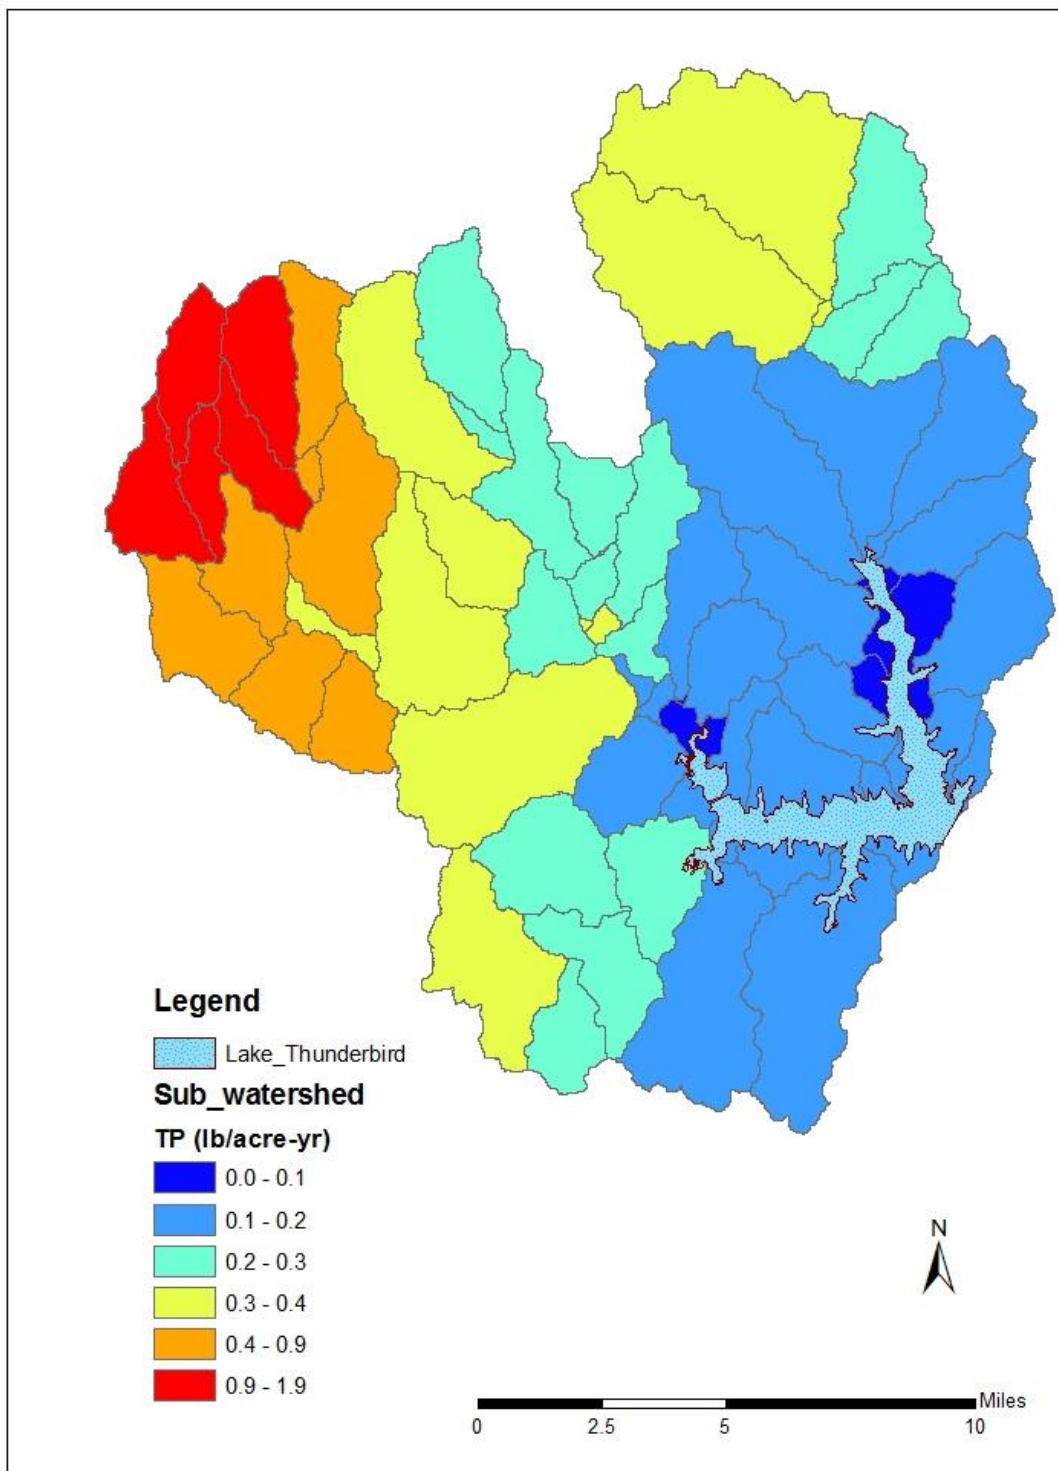 Legend
Lake_Thunderbird
Sub_watershed
TP (lb/acre-yr)
0.0 - 0.1
0.1 - 0.2
0.2 - 0.3
0.3 - 0.4
0.4 - 0.9
0.9 - 1.9
N
Miles
0 2.5 5 10